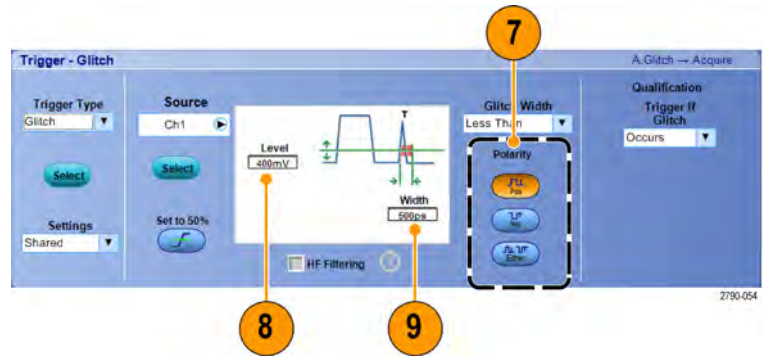 7
Trigger - Glitch
A.Glitch → Acquire
Trigger Type
Glitch
Select
Settings
Shared
Source
Ch1
Select
Set to 50%
Level
400mV
T
Width
500ps
HF Filtering
Glitch Width
Less Than
Polarity
Pos
Neg
Either
Qualification
Trigger If
Glitch
Occurs
2790-054
8
9